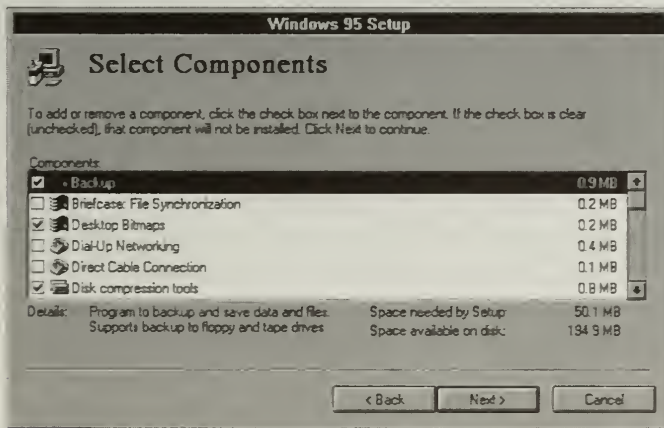 Windows 95 Setup
Select Components
To add or remove a component, click the check box next to the component. If the check box is clear
(unchecked), that component will not be installed. Click Next to continue.
Components:
Backup 0.9 MB
Briefcase: File Synchronization 0.2 MB
Desktop Bitmaps 0.2 MB
Dial-Up Networking 0.4 MB
Direct Cable Connection 0.1 MB
Disk compression tools 0.8 MB
Details: Program to backup and save data and files. Space needed by Setup: 50.1 MB
Supports backup to floppy and tape drives Space available on disk: 194.9 MB
< Back Next > Cancel